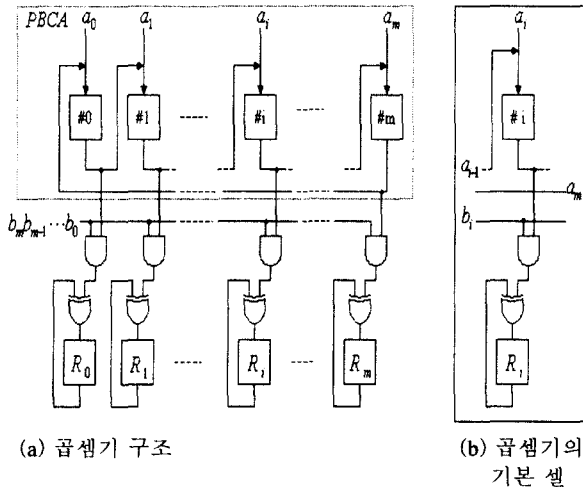 PBCA a₀ a₁ aᵢ aₘ
#0 #1 #i #m
bₘbₘ₋₁…b₀
R₀ R₁ Rᵢ Rₘ
(a) 곱셈기 구조
aᵢ
#i
aᵢ₋₁
aₘ
bᵢ
Rᵢ
(b) 곱셈기의
기본 셀